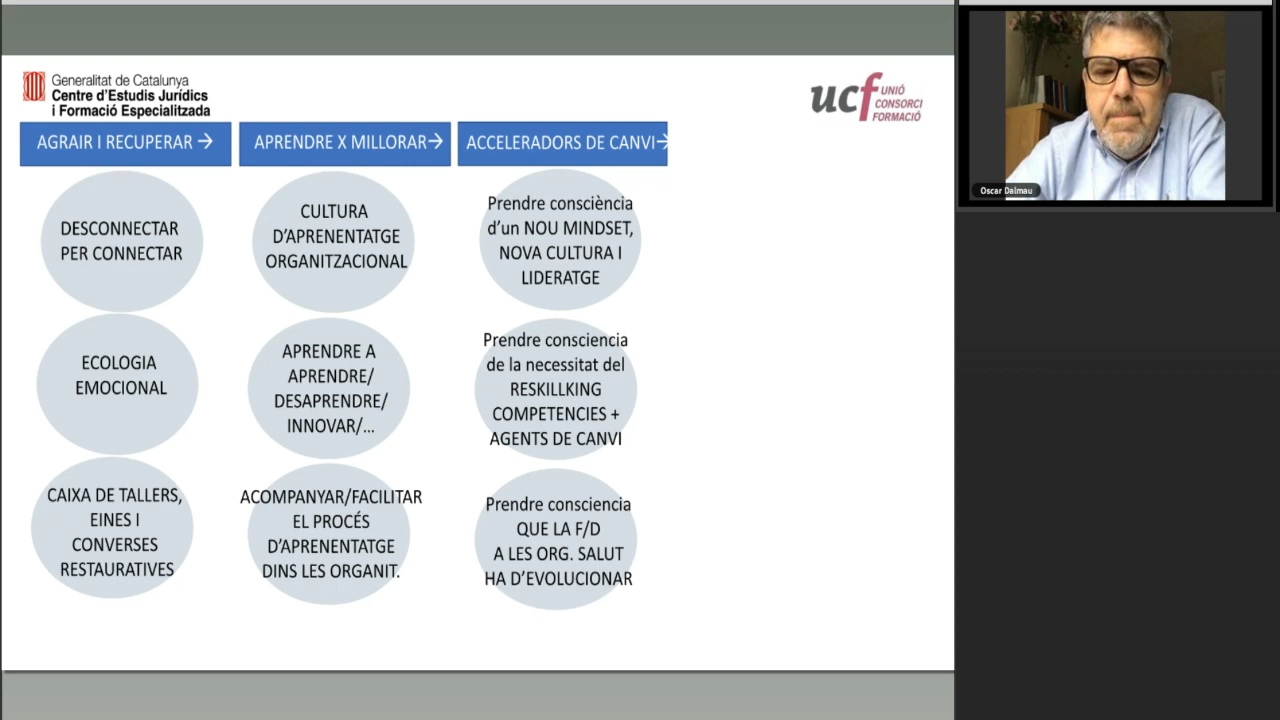 Generalitat de Catalunya
Centre d'Estudis Jurídics
i Formació Especialitzada
ucf UNIÓ
CONSORCI
FORMACIÓ
AGRAIR I RECUPERAR →
APRENDRE X MILLORAR→
ACCELERADORS DE CANVI→
DESCONNECTAR
PER CONNECTAR
CULTURA
D'APRENENTATGE
ORGANITZACIONAL
Prendre consciència
d'un NOU MINDSET,
NOVA CULTURA I
LIDERATGE
ECOLOGIA
EMOCIONAL
APRENDRE A
APRENDRE/
DESAPRENDRE/
INNOVAR/...
Prendre consciencia
de la necessitat del
RESKILLKING
COMPETENCIES +
AGENTS DE CANVI
CAIXA DE TALLERS,
EINES I
CONVERSES
RESTAURATIVES
ACOMPANYAR/FACILITAR
EL PROCÉS
D'APRENENTATGE
DINS LES ORGANIT.
Prendre consciencia
QUE LA F/D
A LES ORG. SALUT
HA D'EVOLUCIONAR
Oscar Dalmau